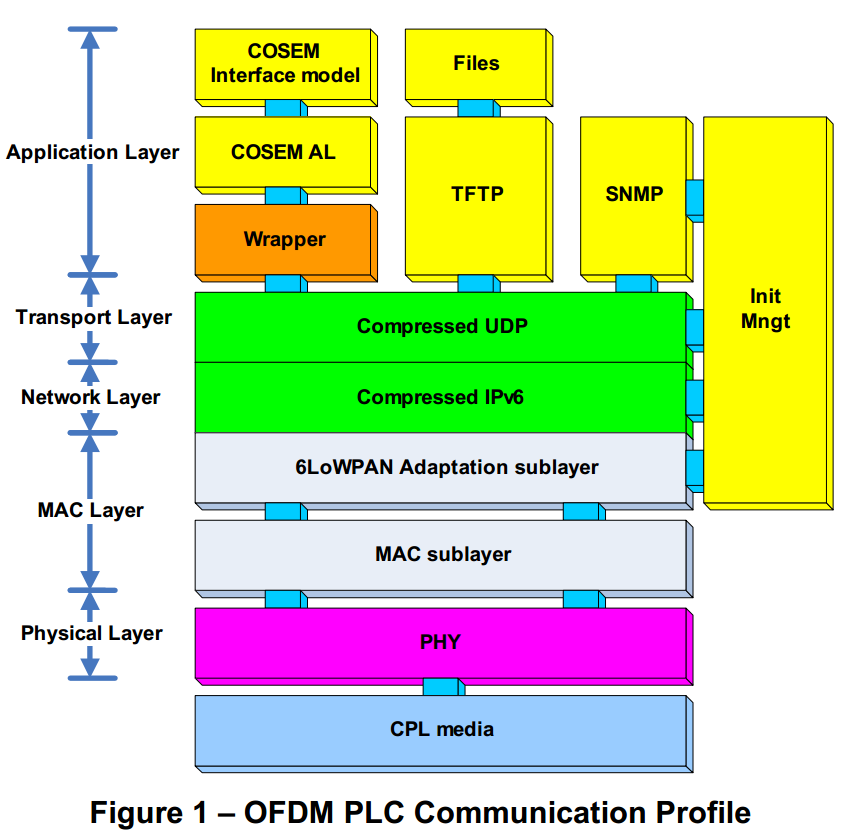 COSEM
Interface model
Files
Application Layer
COSEM AL
TFTP
SNMP
Wrapper
Init
Mngt
Transport Layer
Compressed UDP
Network Layer
Compressed IPv6
6LoWPAN Adaptation sublayer
MAC Layer
MAC sublayer
Physical Layer
PHY
CPL media
Figure 1 – OFDM PLC Communication Profile